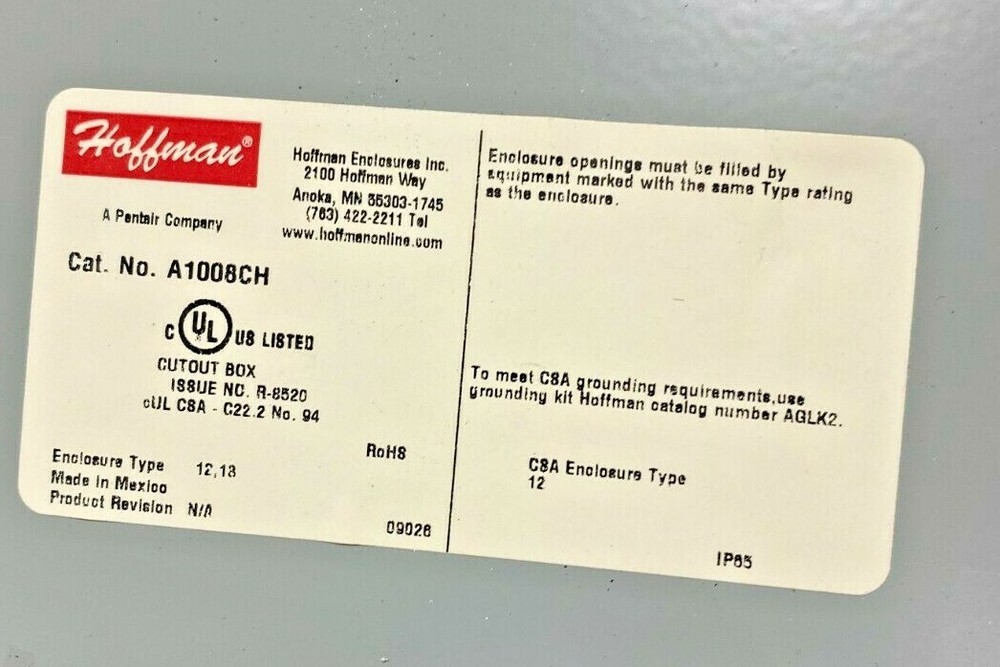 Hoffman®
A Pentair Company
Hoffman Enclosures Inc.
2100 Hoffman Way
Anoka, MN 55303-1745
(763) 422-2211 Tel
www.hoffmanonline.com
Cat. No. A1008CH
C UL US LISTED
CUTOUT BOX
ISSUE NO. R-8520
cUL CSA - C22.2 No. 94
RoHS
Enclosure Type 12,13
Made in Mexico
Product Revision N/A
09026
Enclosure openings must be filled by
equipment marked with the same Type rating
as the enclosure.
To meet CSA grounding requirements,use
grounding kit Hoffman catalog number AGLK2.
CSA Enclosure Type
12
IP65